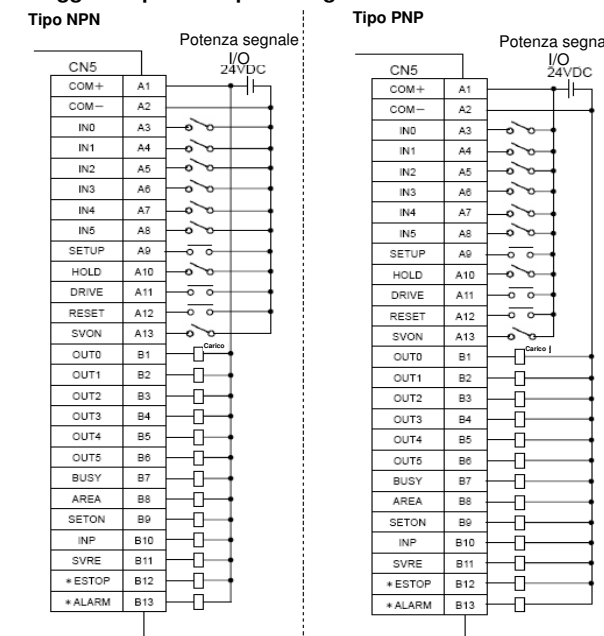 Tipo NPN
Potenza segnale
I/O
24VDC
CN5
COM+ A1
COM− A2
IN0 A3
IN1 A4
IN2 A5
IN3 A6
IN4 A7
IN5 A8
SETUP A9
HOLD A10
DRIVE A11
RESET A12
SVON A13
Carico
OUT0 B1
OUT1 B2
OUT2 B3
OUT3 B4
OUT4 B5
OUT5 B6
BUSY B7
AREA B8
SETON B9
INP B10
SVRE B11
*ESTOP B12
*ALARM B13
Tipo PNP
Potenza segna
I/O
24VDC
CN5
COM+ A1
COM− A2
IN0 A3
IN1 A4
IN2 A5
IN3 A6
IN4 A7
IN5 A8
SETUP A9
HOLD A10
DRIVE A11
RESET A12
SVON A13
Carico
OUT0 B1
OUT1 B2
OUT2 B3
OUT3 B4
OUT4 B5
OUT5 B6
BUSY B7
AREA B8
SETON B9
INP B10
SVRE B11
*ESTOP B12
*ALARM B13